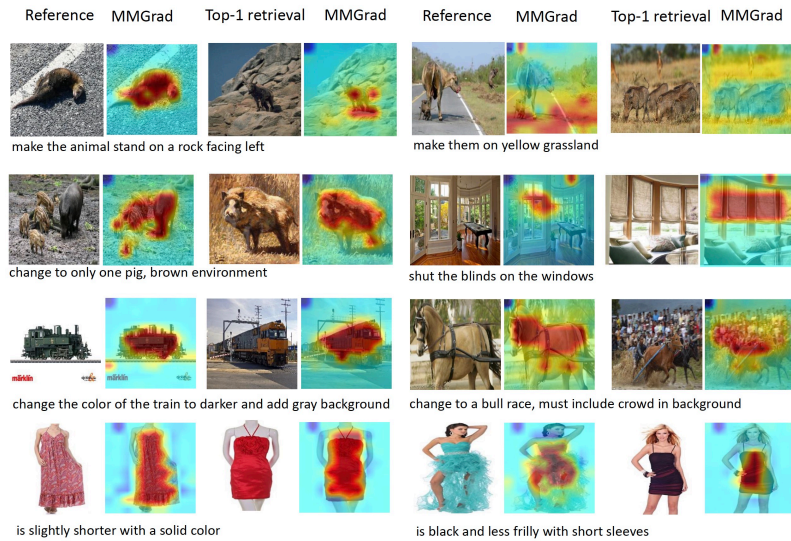 Reference MMGrad Top-1 retrieval MMGrad Reference MMGrad Top-1 retrieval MMGrad
make the animal stand on a rock facing left
make them on yellow grassland
change to only one pig, brown environment
shut the blinds on the windows
märklin
change the color of the train to darker and add gray background
change to a bull race, must include crowd in background
is slightly shorter with a solid color
is black and less frilly with short sleeves